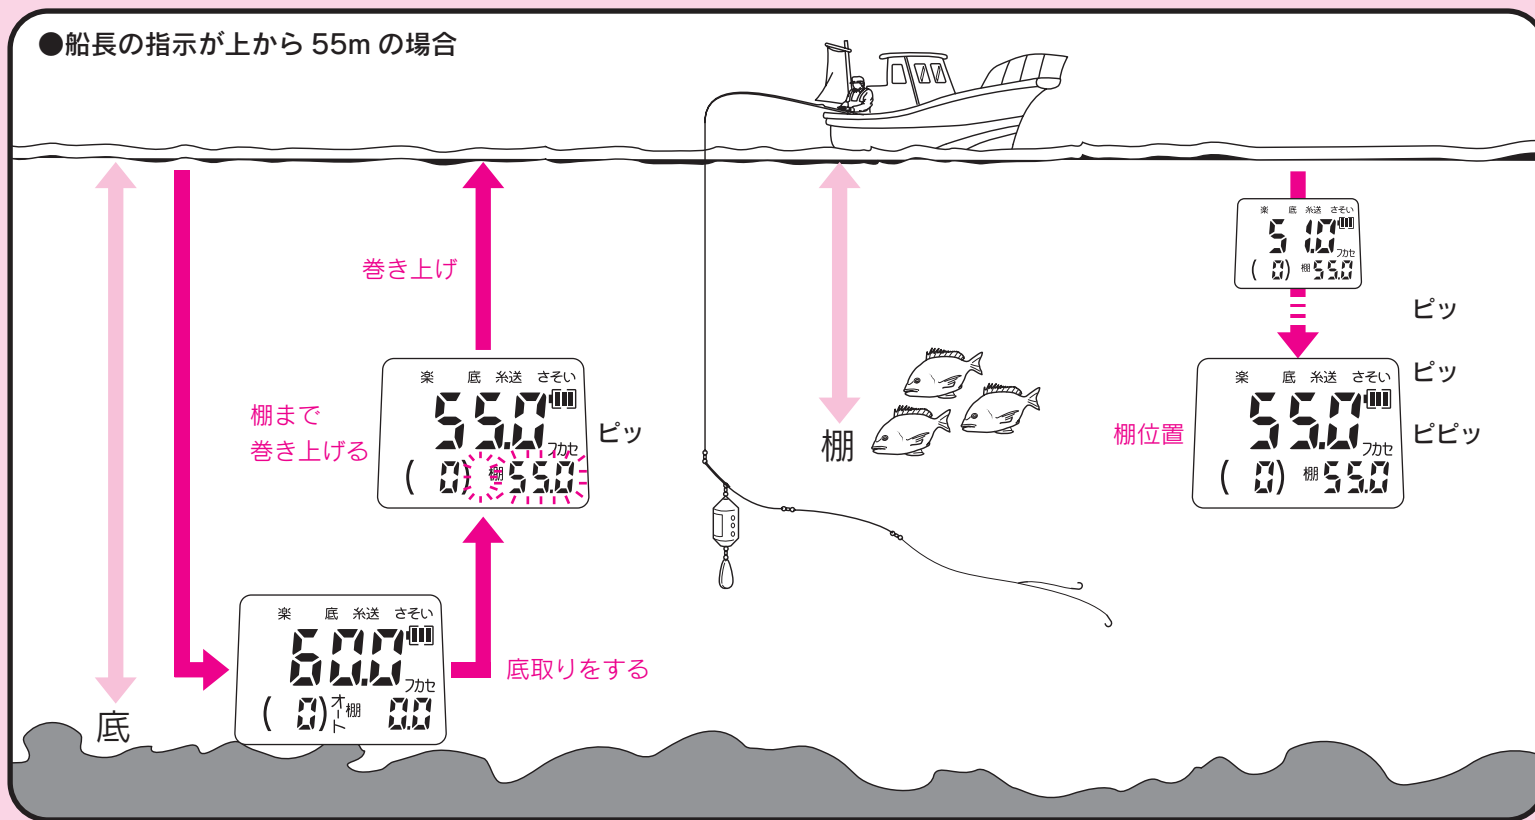 ●船長の指示が上から 55m の場合
巻き上げ
棚まで
巻き上げる
楽 底 糸送 さそい
55.0
フカセ
( 0) 棚 55.0
ピッ
底取りをする
楽 底 糸送 さそい
60.0
フカセ
( 0) オート 棚 0.0
底
棚
楽 底 糸送 さそい
51.0
フカセ
( 0) 棚 55.0
ピッ
ピッ
ピピッ
棚位置
楽 底 糸送 さそい
55.0
フカセ
( 0) 棚 55.0